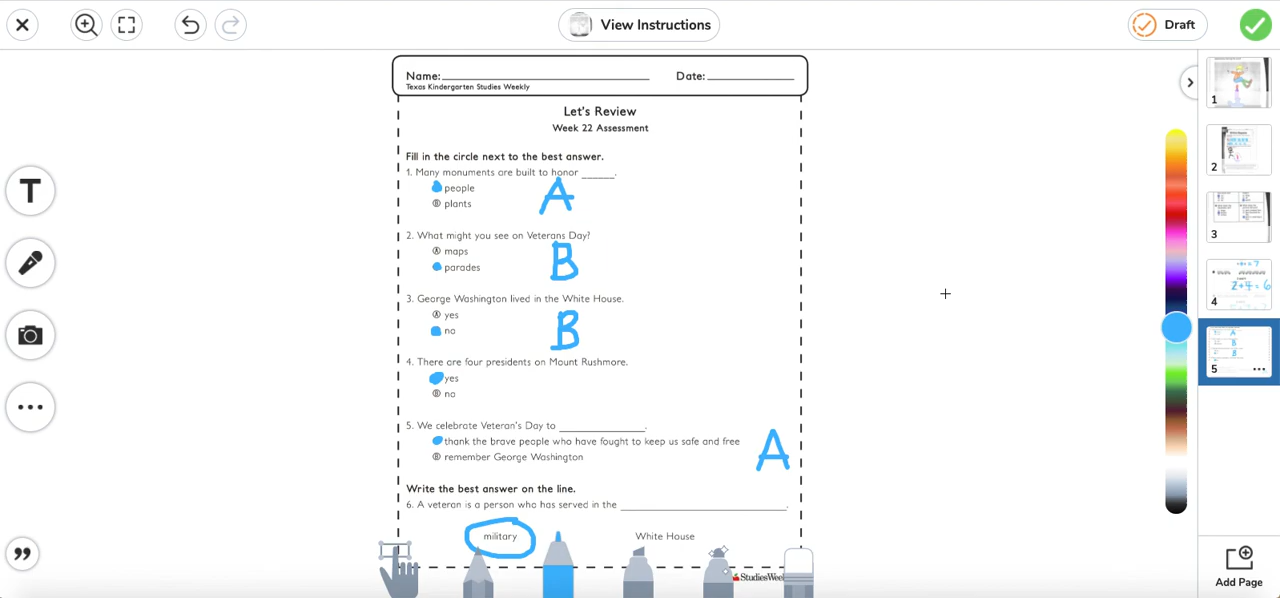 View Instructions
Draft
Name: Date:
Texas Kindergarten Studies Weekly
Let's Review
Week 22 Assessment
Fill in the circle next to the best answer.
1. Many monuments are built to honor ______.
people
Ⓑ plants
A
2. What might you see on Veterans Day?
Ⓐ maps
parades
B
3. George Washington lived in the White House.
Ⓐ yes
no
B
4. There are four presidents on Mount Rushmore.
yes
Ⓑ no
5. We celebrate Veteran's Day to ______________.
thank the brave people who have fought to keep us safe and free
Ⓑ remember George Washington
A
Write the best answer on the line.
6. A veteran is a person who has served in the ______________.
military White House
T
1
2
3
4
2+4=6
5
A
B
B
Add Page